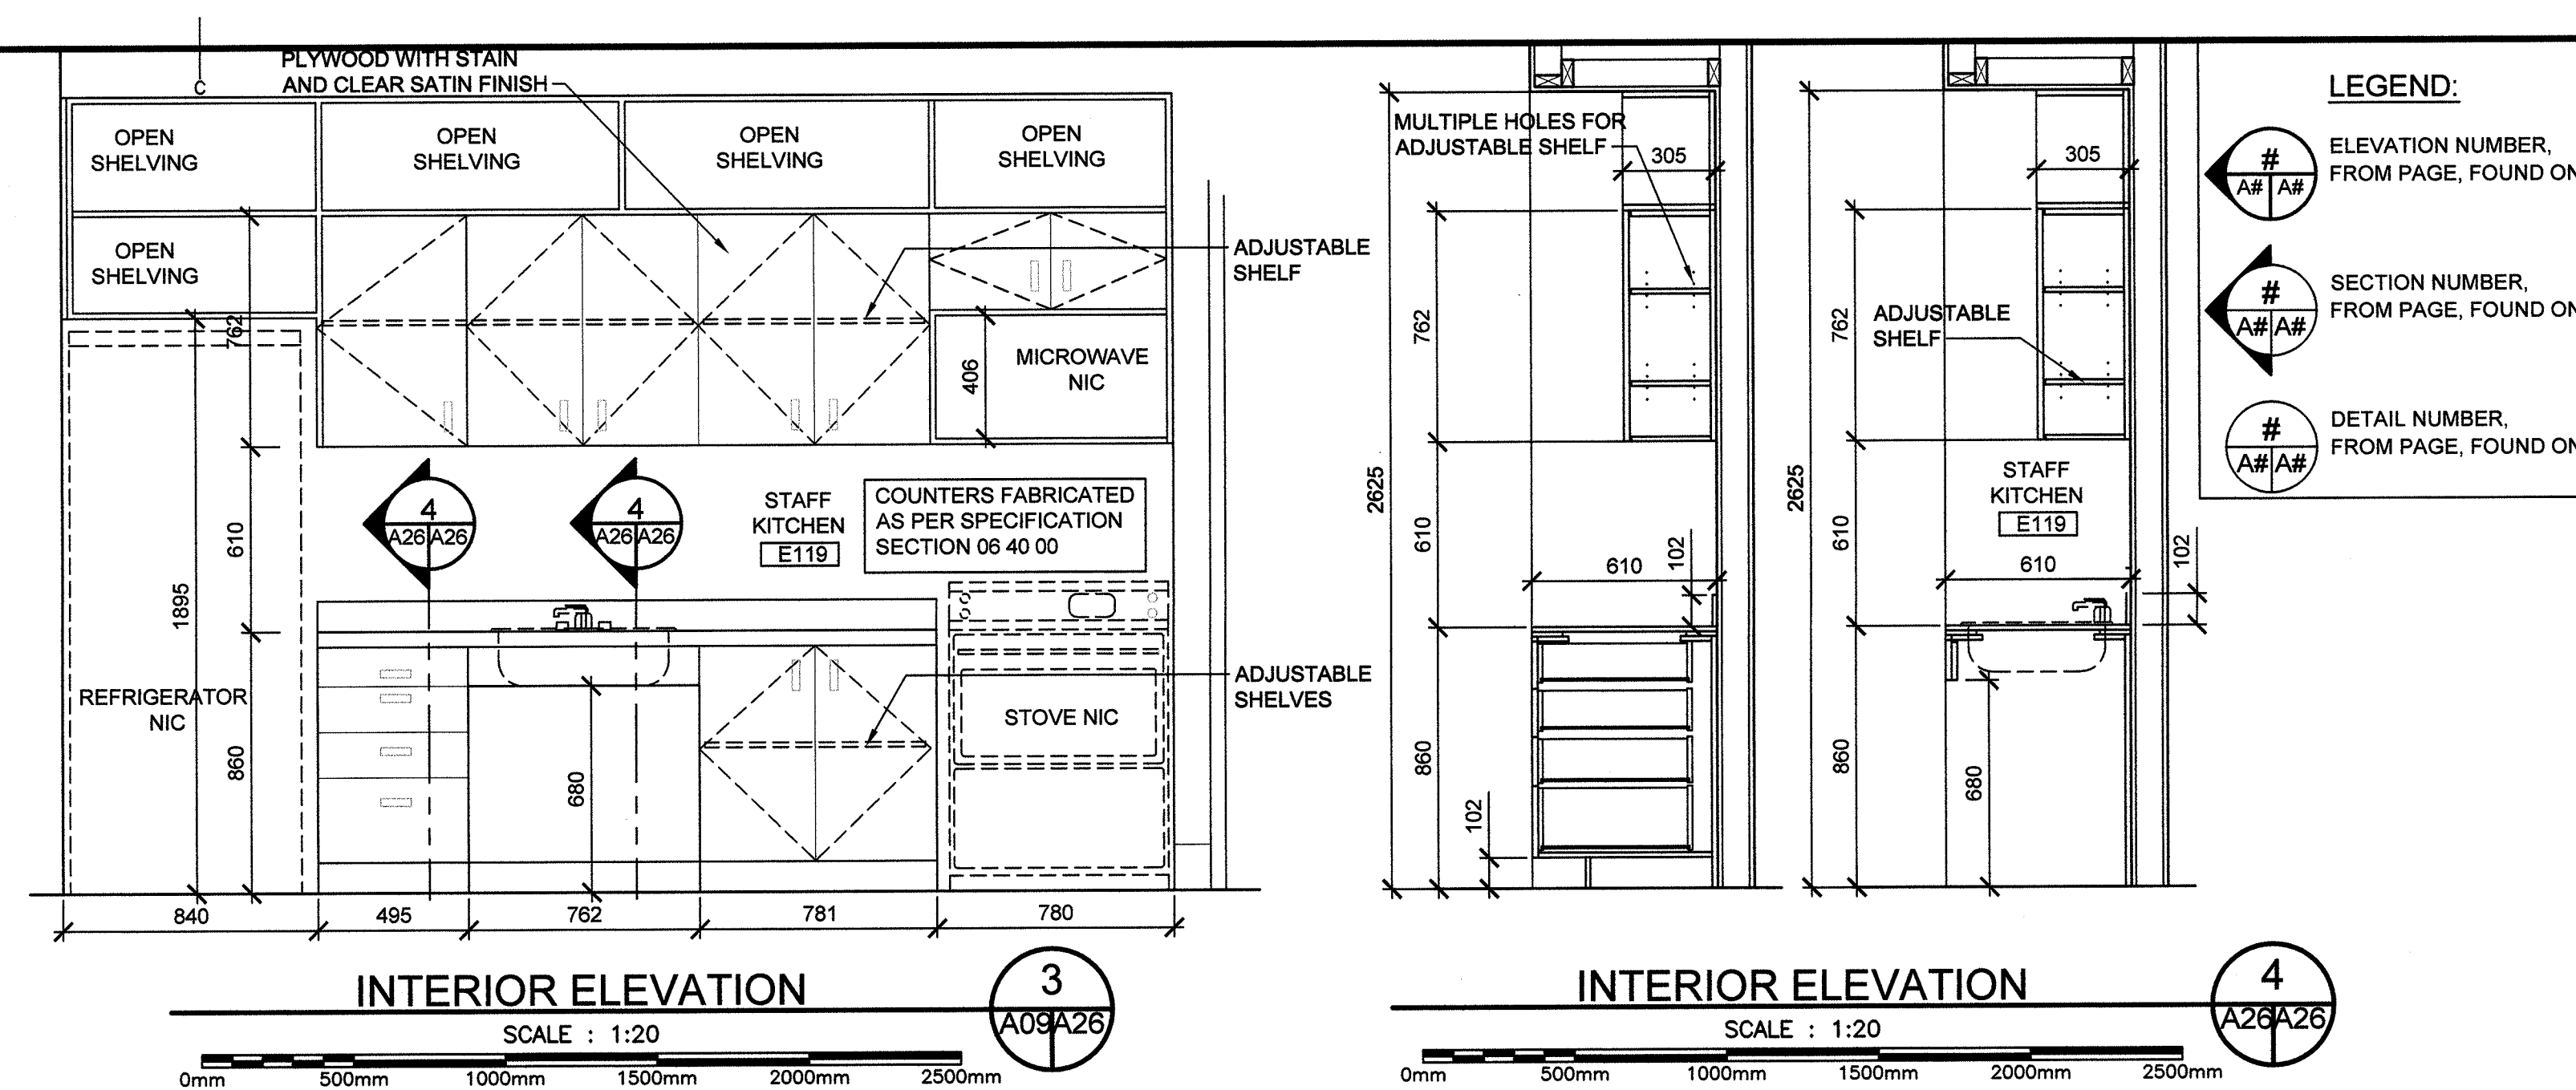 C
PLYWOOD WITH STAIN
AND CLEAR SATIN FINISH
OPEN
SHELVING
OPEN
SHELVING
OPEN
SHELVING
OPEN
SHELVING
OPEN
SHELVING
762
ADJUSTABLE
SHELF
406
MICROWAVE
NIC
4
A26 A26
4
A26 A26
STAFF
KITCHEN
E119
COUNTERS FABRICATED
AS PER SPECIFICATION
SECTION 06 40 00
610
1895
REFRIGERATOR
NIC
860
680
STOVE NIC
ADJUSTABLE
SHELVES
840
495
762
781
780
INTERIOR ELEVATION
3
A09 A26
SCALE : 1:20
0mm 500mm 1000mm 1500mm 2000mm 2500mm
MULTIPLE HOLES FOR
ADJUSTABLE SHELF
305
762
2625
610
610
102
860
102
305
762
ADJUSTABLE
SHELF
2625
STAFF
KITCHEN
E119
610
610
102
860
680
INTERIOR ELEVATION
4
A26 A26
SCALE : 1:20
0mm 500mm 1000mm 1500mm 2000mm 2500mm
LEGEND:
#
A# A#
ELEVATION NUMBER,
FROM PAGE, FOUND ON
#
A# A#
SECTION NUMBER,
FROM PAGE, FOUND ON
#
A# A#
DETAIL NUMBER,
FROM PAGE, FOUND ON